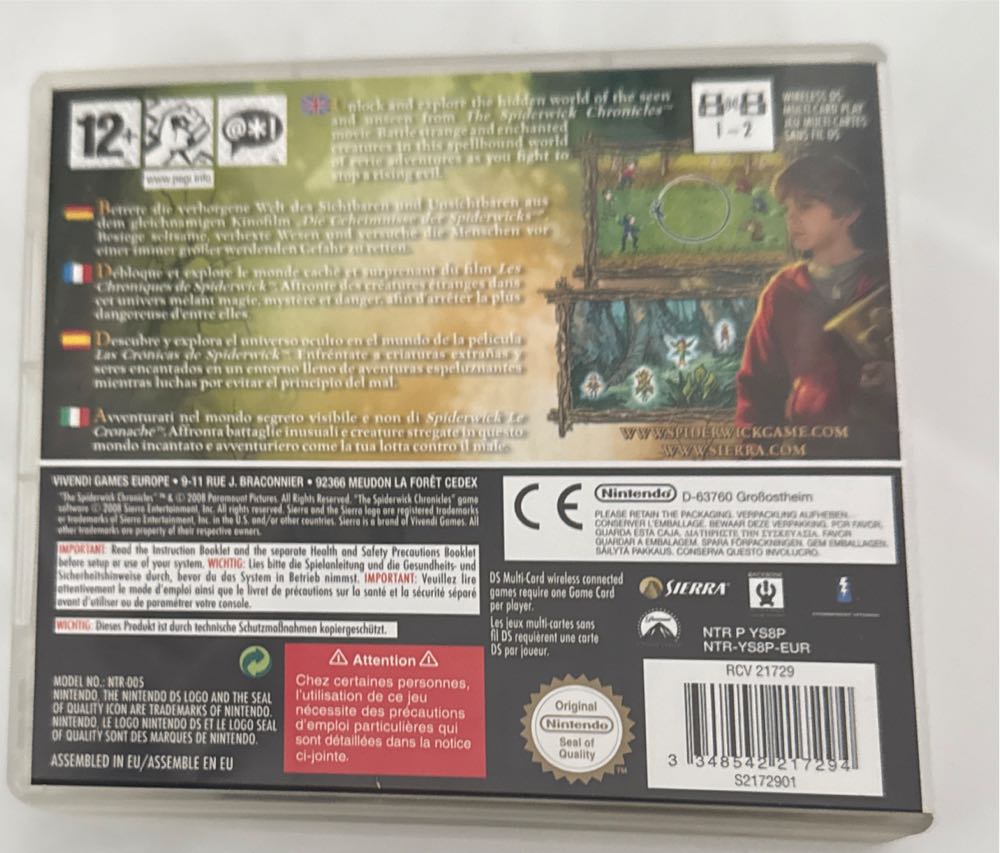 12+
@*!
www.pegi.info
Unlock and explore the hidden world of the seen
and unseen from The Spiderwick Chronicles™
movie. Battle strange and enchanted
creatures in this spellbound world
of eerie adventures as you fight to
stop a rising evil.
1-2
WIRELESS DS
MULTI-CARD PLAY
JEU MULTI-CARTES
SANS FIL DS
Betrete die verborgene Welt des Sichtbaren und Unsichtbaren aus
dem gleichnamigen Kinofilm „Die Geheimnisse der Spiderwicks“.
Besiege seltsame, verhexte Wesen und versuche die Menschen vor
einer immer größer werdenden Gefahr zu retten.
Débloque et explore le monde caché et surprenant du film Les
Chroniques de Spiderwick™. Affronte des créatures étranges dans
cet univers mêlant magie, mystère et danger, afin d'arrêter la plus
dangereuse d'entre elles.
Descubre y explora el universo oculto en el mundo de la película
Las Crónicas de Spiderwick™. Enfréntate a criaturas extrañas y
seres encantados en un entorno lleno de aventuras espeluznantes
mientras luchas por evitar el principio del mal.
Avventurati nel mondo segreto visibile e non di Spiderwick Le
Cronache™. Affronta battaglie inusuali e creature stregate in questo
mondo incantato e avventuriero come la tua lotta contro il male.
WWW.SPIDERWICKGAME.COM
WWW.SIERRA.COM
VIVENDI GAMES EUROPE • 9-11 RUE J. BRACONNIER • 92366 MEUDON LA FORÊT CEDEX
"The Spiderwick Chronicles" ™ & © 2008 Paramount Pictures. All Rights Reserved. "The Spiderwick Chronicles" game
software © 2008 Sierra Entertainment, Inc. All rights reserved. Sierra and the Sierra logo are registered trademarks
or trademarks of Sierra Entertainment, Inc. in the U.S. and/or other countries. Sierra is a brand of Vivendi Games. All
other trademarks are property of their respective owners.
IMPORTANT: Read the Instruction Booklet and the separate Health and Safety Precautions Booklet
before setup or use of your system. WICHTIG: Lies bitte die Spielanleitung und die Gesundheits- und
Sicherheitshinweise durch, bevor du das System in Betrieb nimmst. IMPORTANT: Veuillez lire
attentivement le mode d'emploi ainsi que le livret de précautions sur la santé et la sécurité séparé
avant d'utiliser ou de paramétrer votre console.
WICHTIG: Dieses Produkt ist durch technische Schutzmaßnahmen kopiergeschützt.
MODEL NO.: NTR-005
NINTENDO, THE NINTENDO DS LOGO AND THE SEAL
OF QUALITY ICON ARE TRADEMARKS OF NINTENDO.
NINTENDO, LE LOGO NINTENDO DS ET LE LOGO SEAL
OF QUALITY SONT DES MARQUES DE NINTENDO.
ASSEMBLED IN EU/ASSEMBLE EN EU
Attention
Chez certaines personnes,
l'utilisation de ce jeu
nécessite des précautions
d'emploi particulières qui
sont détaillées dans la notice
ci-jointe.
CE
Nintendo D-63760 Großostheim
PLEASE RETAIN THE PACKAGING. VERPACKUNG AUFHEBEN.
CONSERVER L'EMBALLAGE. BEWAAR DEZE VERPAKKING. POR FAVOR,
GUARDA ESTA CAJA. ΔΙΑΤΗΡΕΙΤΕ ΤΗΝ ΣΥΣΚΕΥΑΣΙΑ. FAVOR
GUARDAR A EMBALAGEM. SPARA FÖRPACKNINGEN. GEM EMBALLAGEN.
SÄILYTÄ PAKKAUS. CONSERVA QUESTO INVOLUCRO.
DS Multi-Card wireless connected
games require one Game Card
per player.
Les jeux multi-cartes sans
fil DS requièrent une carte
DS par joueur.
SIERRA
BACKBONE
Paramount
NTR P YS8P
NTR-YS8P-EUR
Original
Nintendo
Seal of
Quality
TM
RCV 21729
3 348542 217294
S2172901